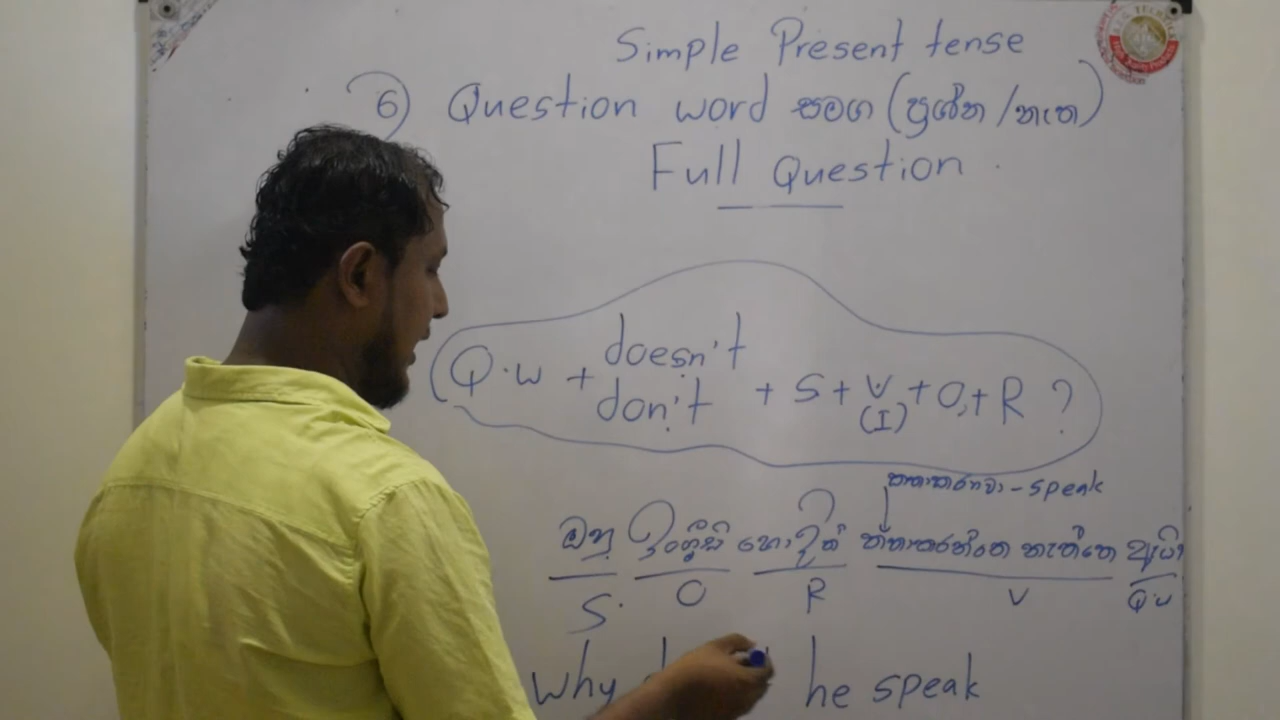 Simple Present tense
6) Question word සමග (ප්‍රශ්න / නැත)
Full Question
Q.w + doesn't / don't + S + V (I) + O + R ?
කතාකරනවා - speak
ඔහු ඉංග්‍රීසි හොඳින් කතාකරන්නෙ නැත්තෙ ඇයි
S. O R V Q.w
Why he speak